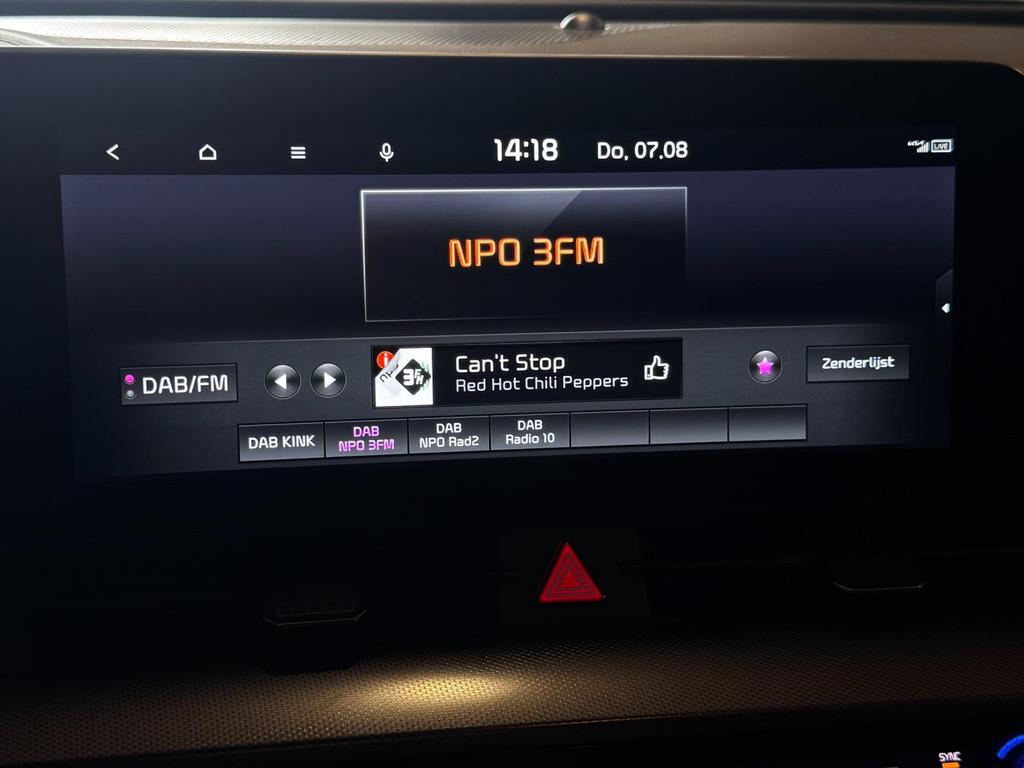 14:18 Do, 07.08 LIVE
NPO 3FM
DAB/FM
3FM
Can't Stop
Red Hot Chili Peppers
Zenderlijst
DAB KINK
DAB
NPO 3FM
DAB
NPO Rad2
DAB
Radio 10
SYNC